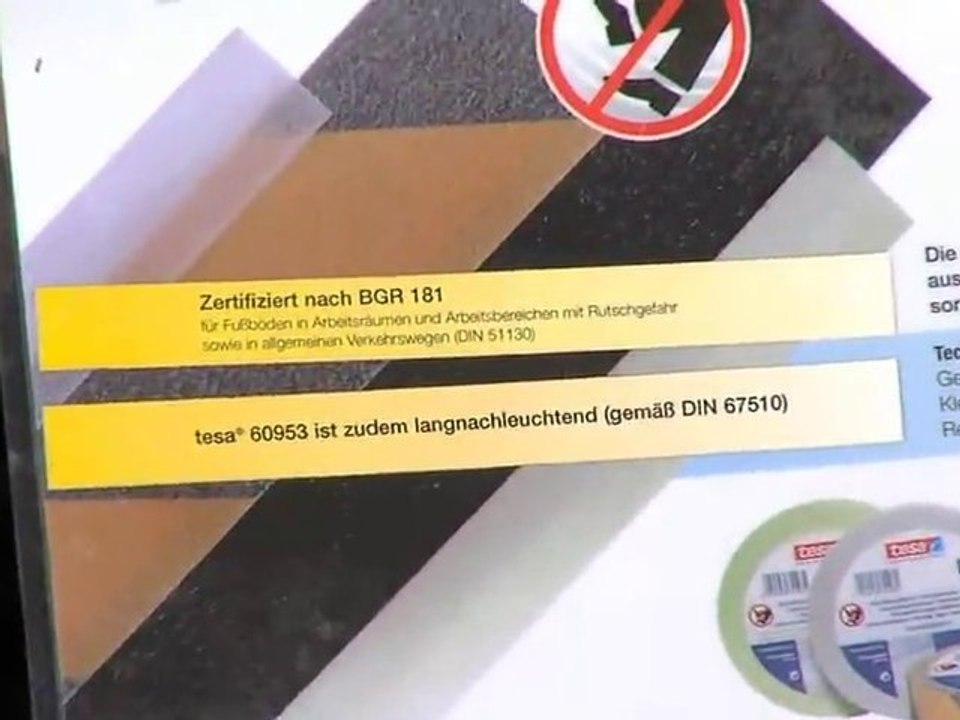 Zertifiziert nach BGR 181
für Fußböden in Arbeitsräumen und Arbeitsbereichen mit Rutschgefahr
sowie in allgemeinen Verkehrswegen (DIN 51130)
tesa® 60953 ist zudem langnachleuchtend (gemäß DIN 67510)
Die
aus
sor
Tec
Ge
Kle
Re
tesa
tesa